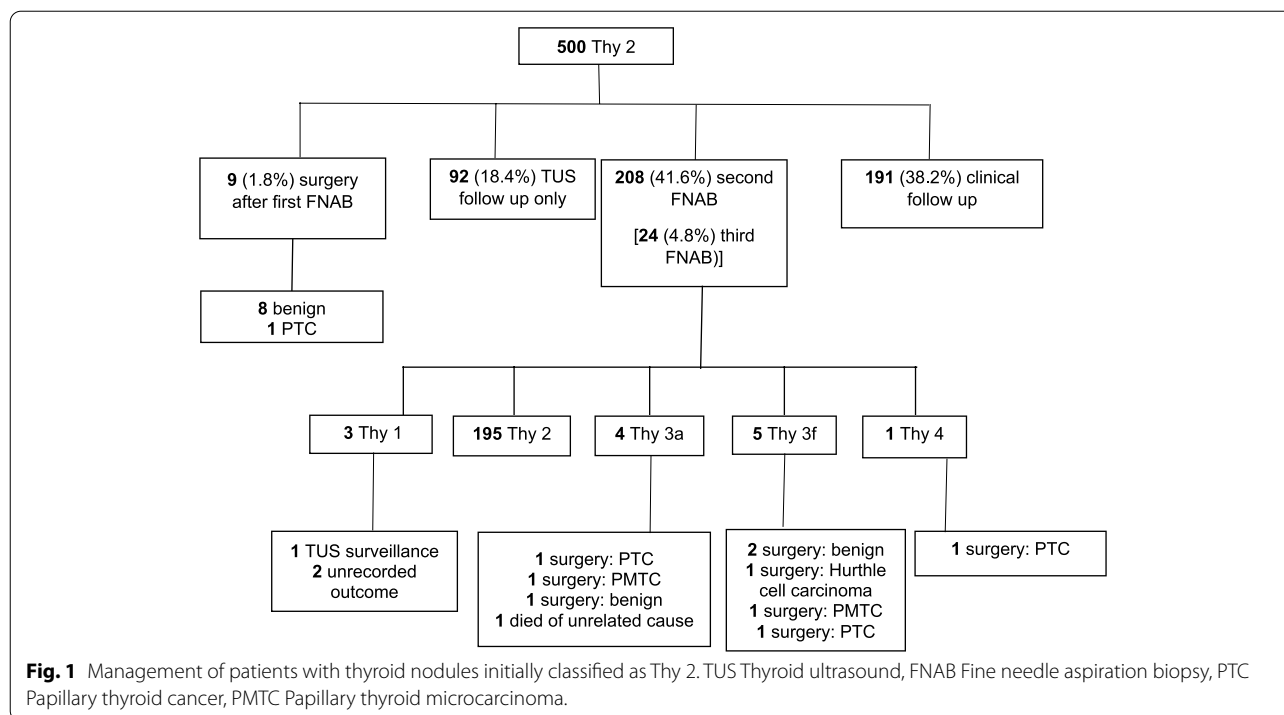 500 Thy 2
9 (1.8%) surgery
after first FNAB
92 (18.4%) TUS
follow up only
208 (41.6%) second
FNAB
[24 (4.8%) third
FNAB)]
191 (38.2%) clinical
follow up
8 benign
1 PTC
3 Thy 1
195 Thy 2
4 Thy 3a
5 Thy 3f
1 Thy 4
1 TUS surveillance
2 unrecorded
outcome
1 surgery: PTC
1 surgery: PMTC
1 surgery: benign
1 died of unrelated cause
2 surgery: benign
1 surgery: Hurthle
cell carcinoma
1 surgery: PMTC
1 surgery: PTC
1 surgery: PTC
Fig. 1 Management of patients with thyroid nodules initially classified as Thy 2. TUS Thyroid ultrasound, FNAB Fine needle aspiration biopsy, PTC
Papillary thyroid cancer, PMTC Papillary thyroid microcarcinoma.